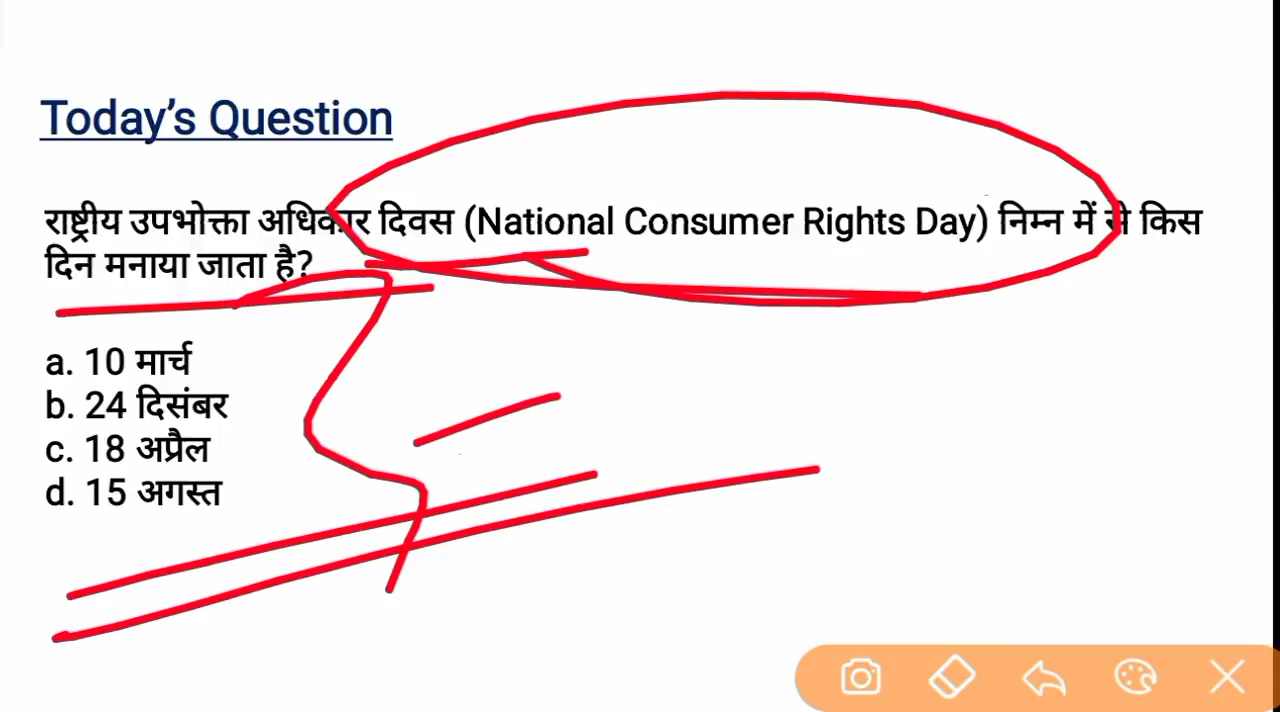 Today’s Question
राष्ट्रीय उपभोक्ता अधिकार दिवस (National Consumer Rights Day) निम्न में से किस
दिन मनाया जाता है?
a. 10 मार्च
b. 24 दिसंबर
c. 18 अप्रैल
d. 15 अगस्त